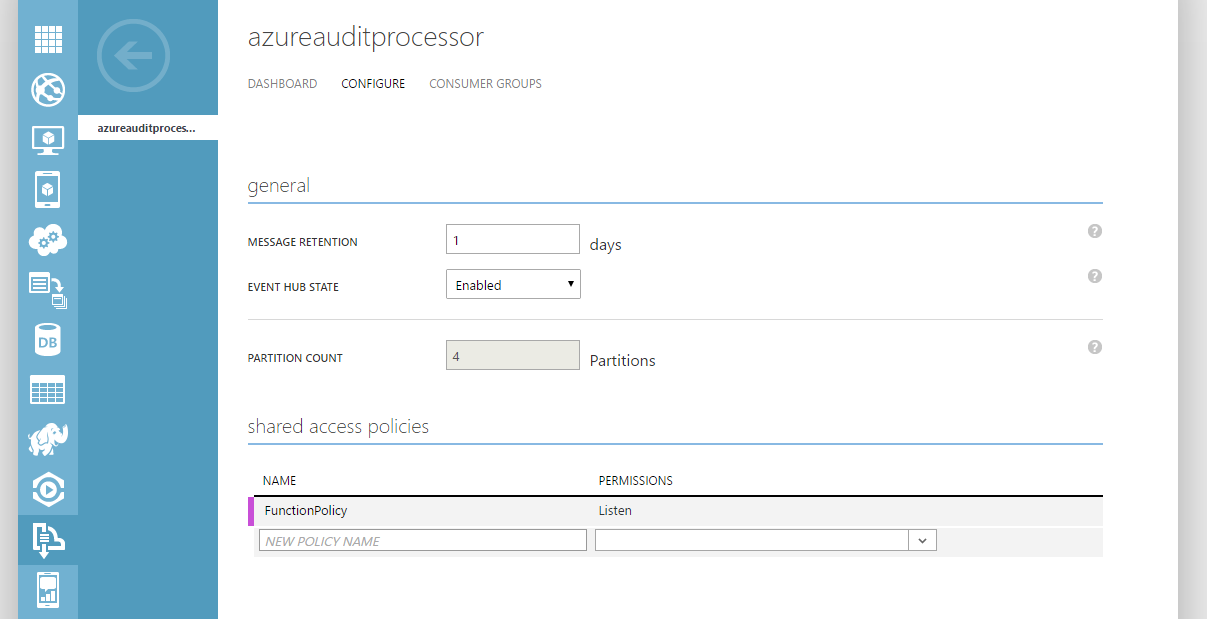 azureauditprocessor
DASHBOARD CONFIGURE CONSUMER GROUPS
azureauditproces...
general
MESSAGE RETENTION 1 days ?
EVENT HUB STATE Enabled ?
PARTITION COUNT 4 Partitions ?
shared access policies
NAME PERMISSIONS
FunctionPolicy Listen
NEW POLICY NAME
DB